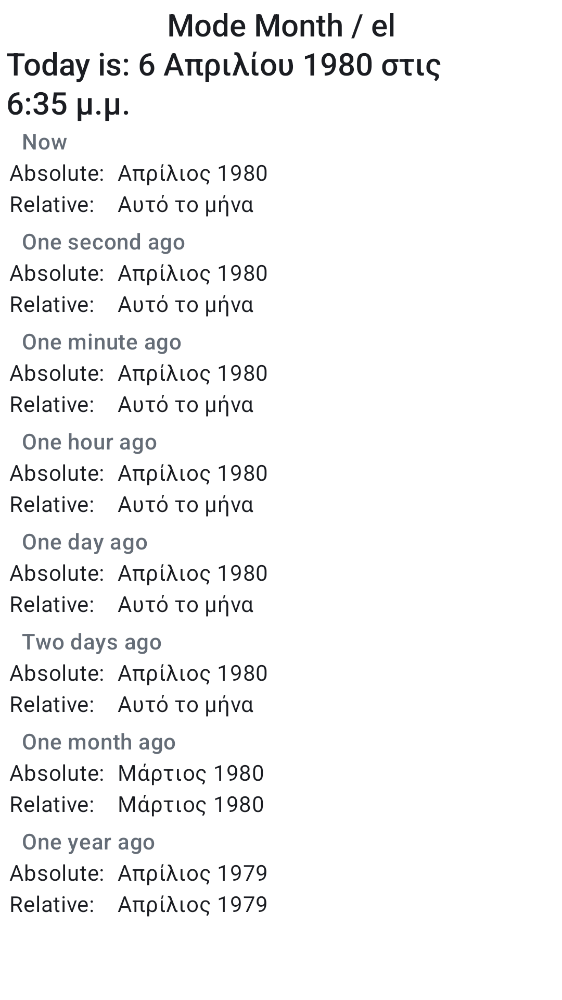 Mode Month / el
Today is: 6 Απριλίου 1980 στις
6:35 μ.μ.
Now
Absolute: Απρίλιος 1980
Relative: Αυτό το μήνα
One second ago
Absolute: Απρίλιος 1980
Relative: Αυτό το μήνα
One minute ago
Absolute: Απρίλιος 1980
Relative: Αυτό το μήνα
One hour ago
Absolute: Απρίλιος 1980
Relative: Αυτό το μήνα
One day ago
Absolute: Απρίλιος 1980
Relative: Αυτό το μήνα
Two days ago
Absolute: Απρίλιος 1980
Relative: Αυτό το μήνα
One month ago
Absolute: Μάρτιος 1980
Relative: Μάρτιος 1980
One year ago
Absolute: Απρίλιος 1979
Relative: Απρίλιος 1979